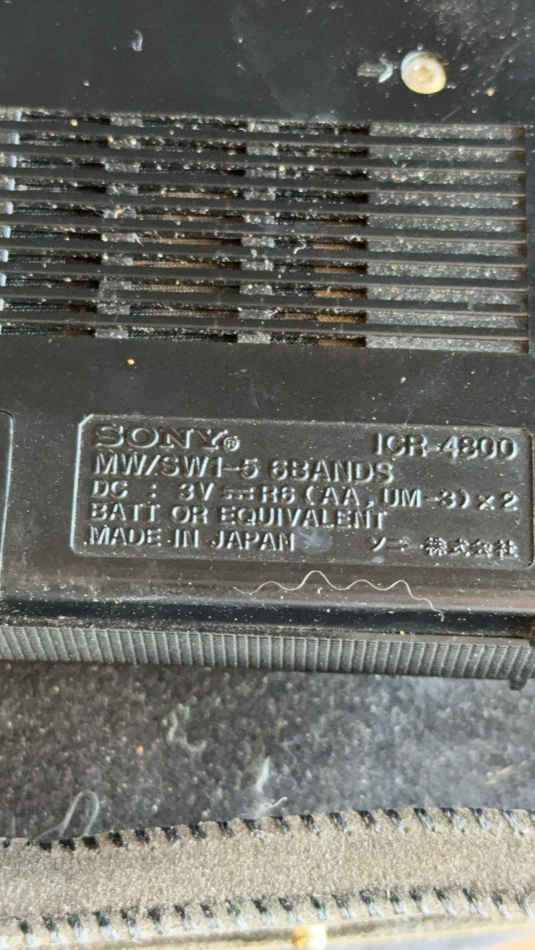 SONY® ICR-4800
MW/SW1-5 6BANDS
DC : 3V ⎓ R6 (AA, UM-3) x 2
BATT OR EQUIVALENT
MADE IN JAPAN ソニー株式会社